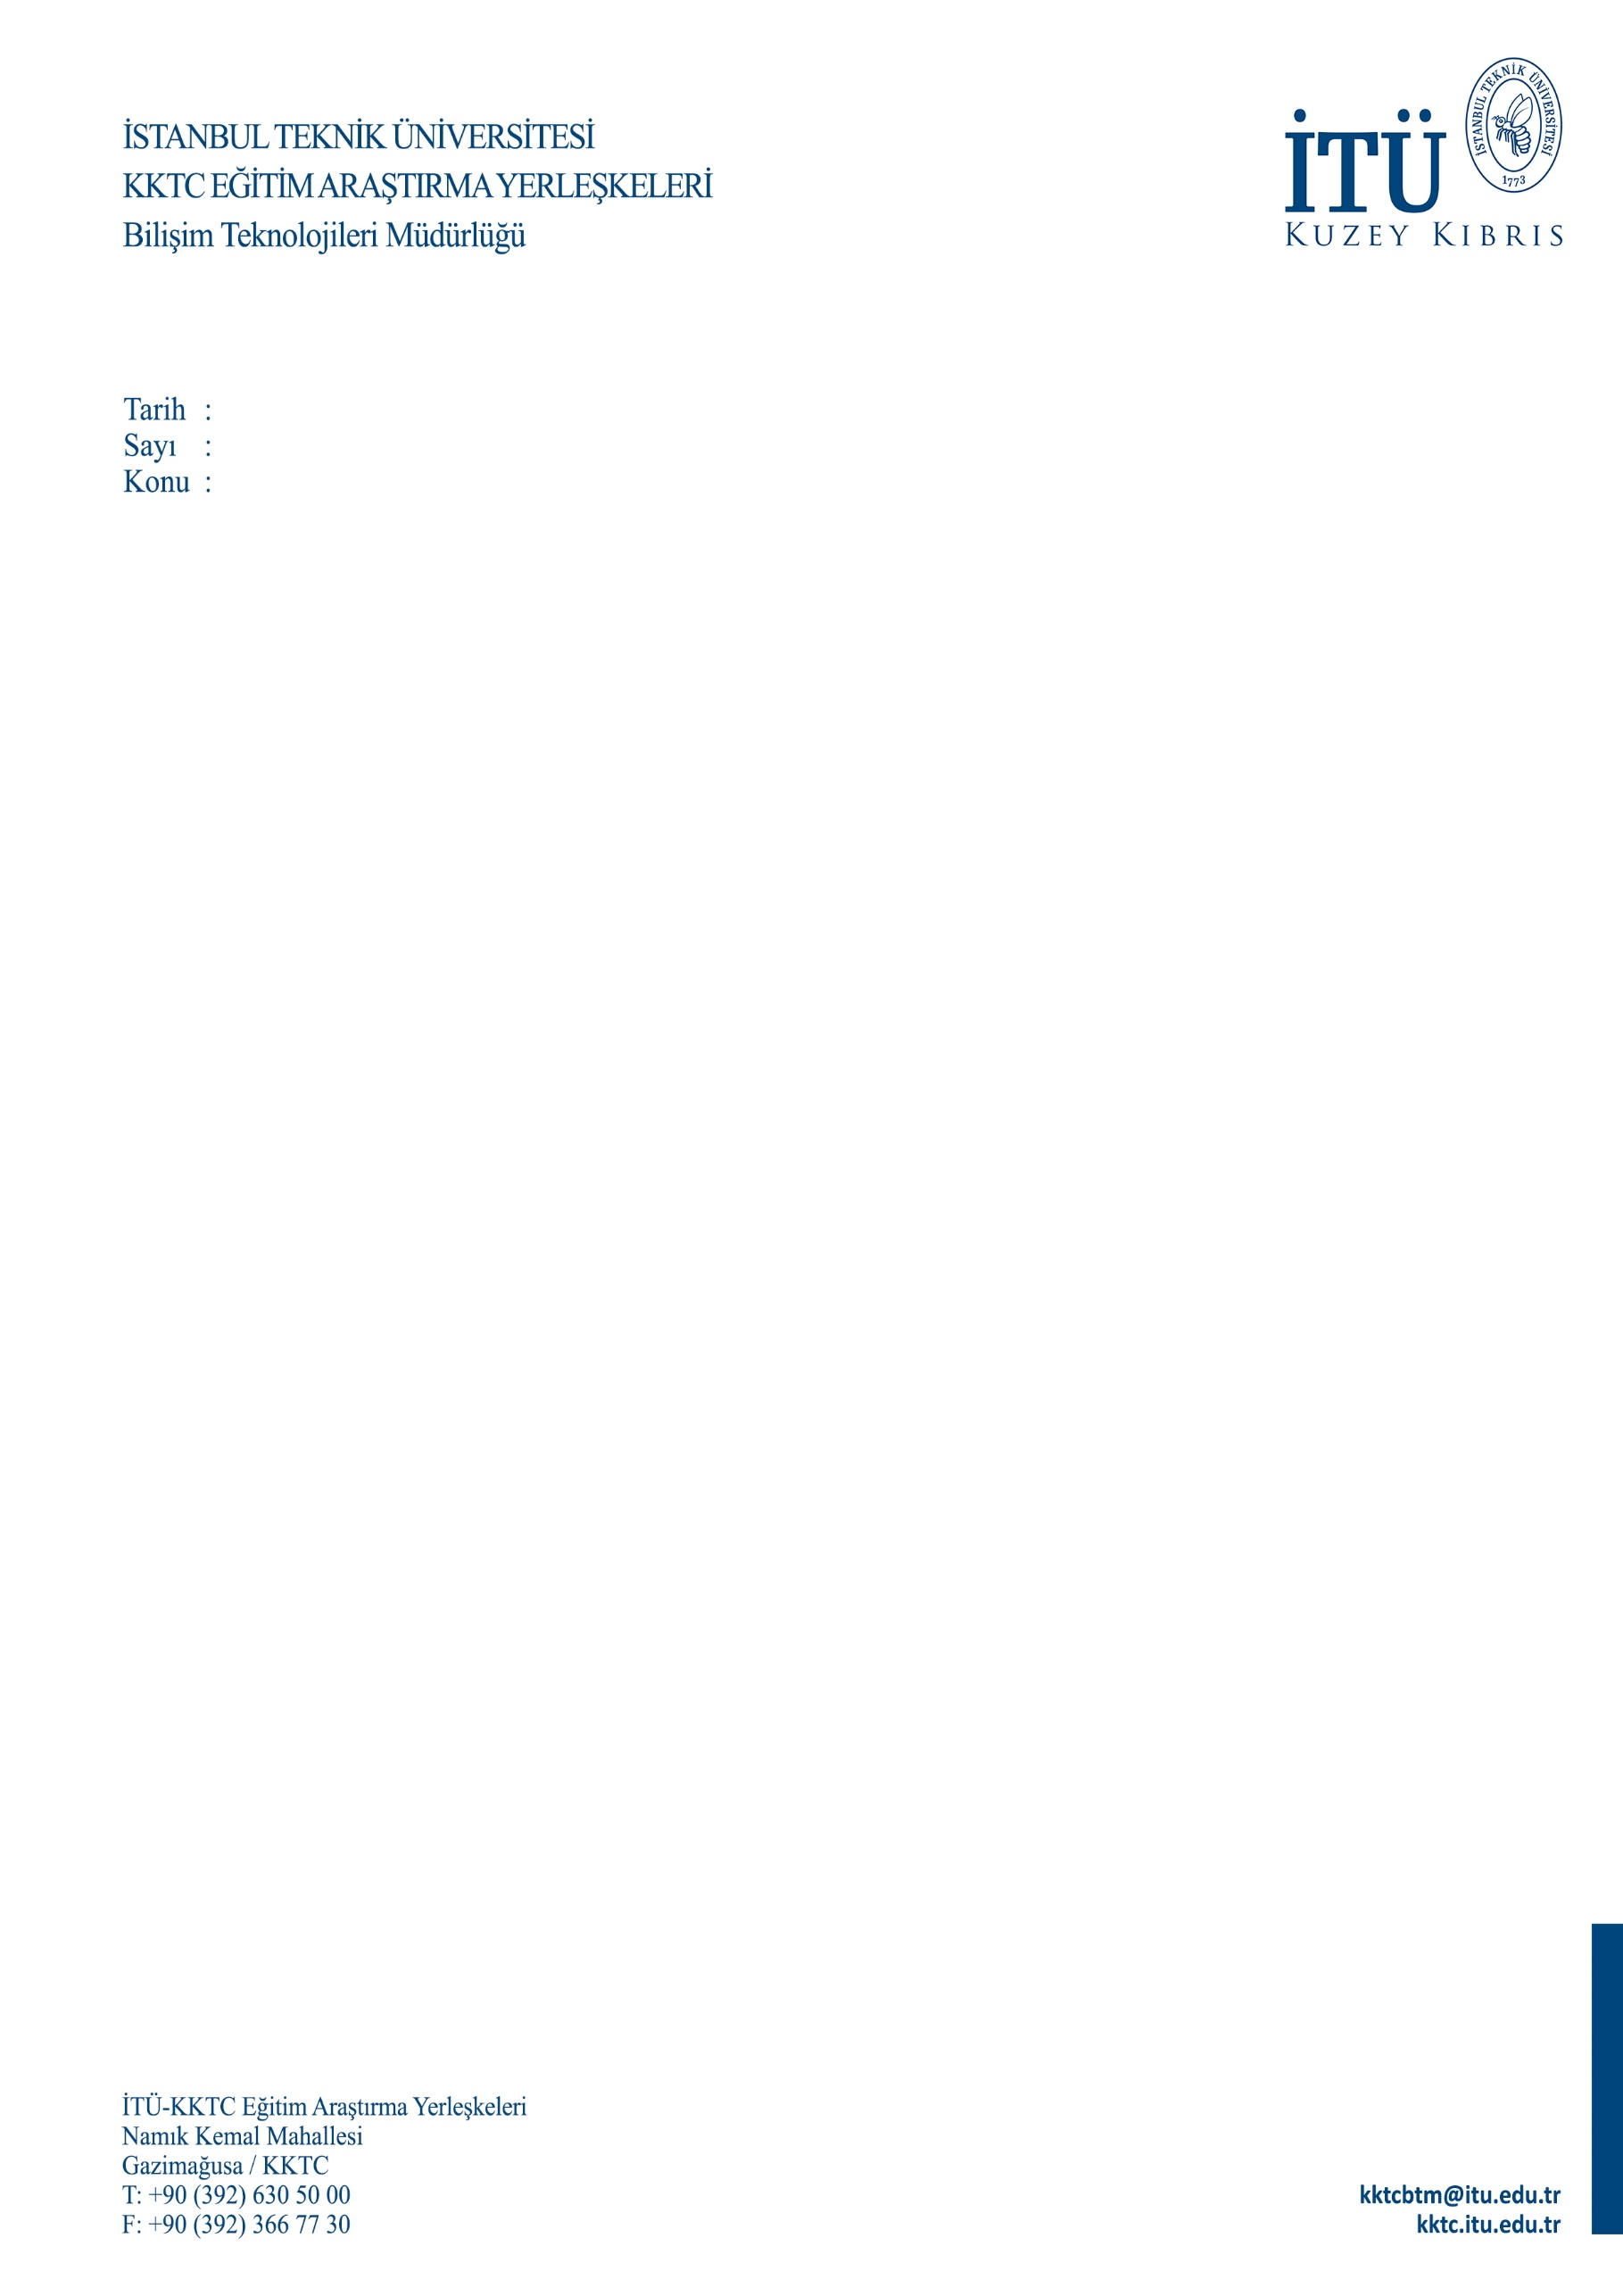 İSTANBUL TEKNİK ÜNİVERSİTESİ
KKTC EĞİTİM ARAŞTIRMA YERLEŞKELERİ
Bilişim Teknolojileri Müdürlüğü
İTÜ
İSTANBUL TEKNİK ÜNİVERSİTESİ
1773
KUZEY KIBRIS
Tarih :
Sayı :
Konu :
İTÜ-KKTC Eğitim Araştırma Yerleşkeleri
Namık Kemal Mahallesi
Gazimağusa / KKTC
T: +90 (392) 630 50 00
F: +90 (392) 366 77 30
kktcbtm@itu.edu.tr
kktc.itu.edu.tr